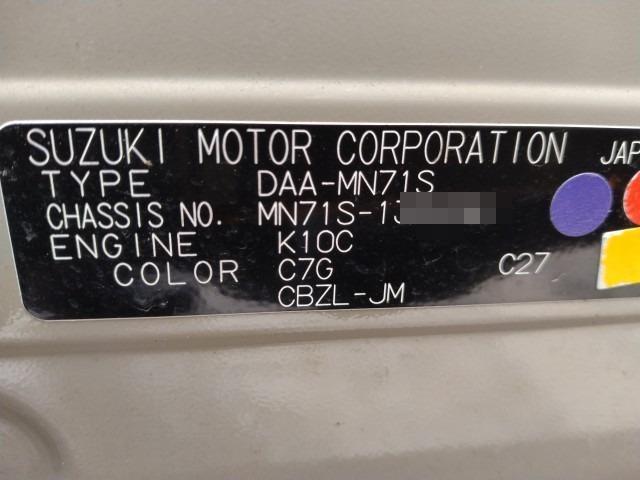 SUZUKI MOTOR CORPORATION JAP
TYPE DAA-MN71S
CHASSIS NO. MN71S-1
ENGINE K10C
COLOR C7G C27
CBZL-JM